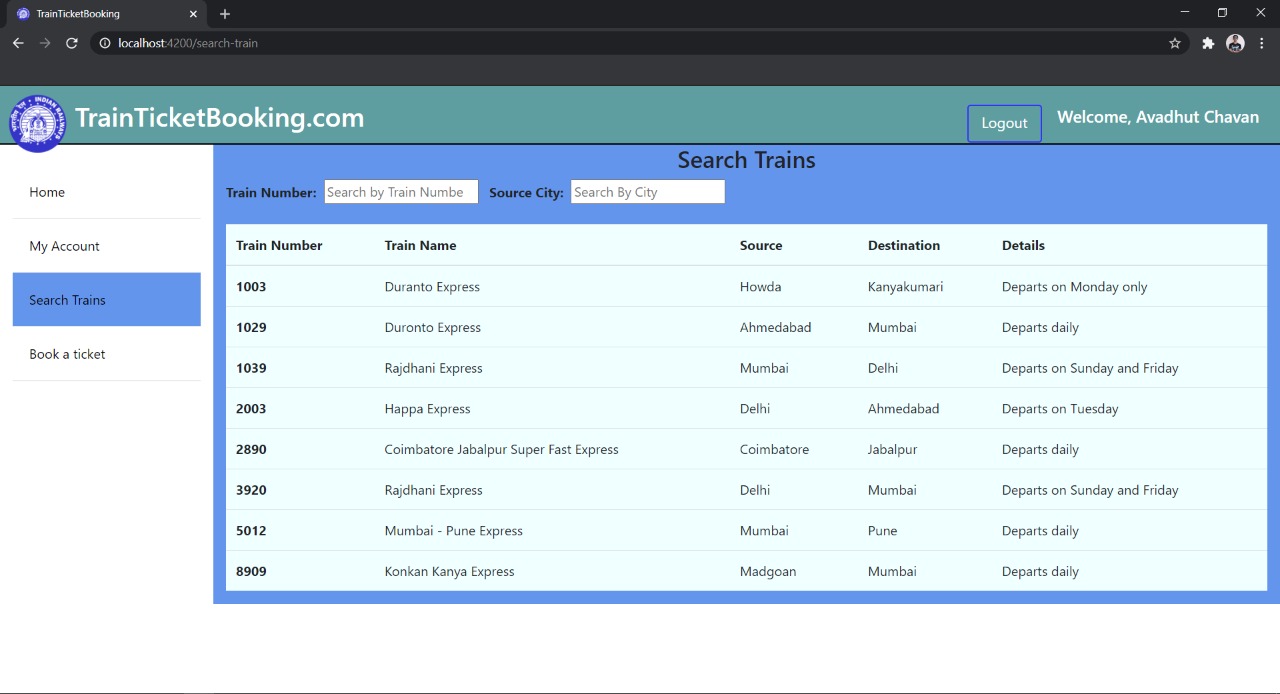 TrainTicketBooking
localhost:4200/search-train
INDIAN RAILWAYS
TrainTicketBooking.com
Logout
Welcome, Avadhut Chavan
Home
My Account
Search Trains
Book a ticket
Search Trains
Train Number: Search by Train Numbe Source City: Search By City
Train Number Train Name Source Destination Details
1003 Duranto Express Howda Kanyakumari Departs on Monday only
1029 Duronto Express Ahmedabad Mumbai Departs daily
1039 Rajdhani Express Mumbai Delhi Departs on Sunday and Friday
2003 Happa Express Delhi Ahmedabad Departs on Tuesday
2890 Coimbatore Jabalpur Super Fast Express Coimbatore Jabalpur Departs daily
3920 Rajdhani Express Delhi Mumbai Departs on Sunday and Friday
5012 Mumbai - Pune Express Mumbai Pune Departs daily
8909 Konkan Kanya Express Madgoan Mumbai Departs daily